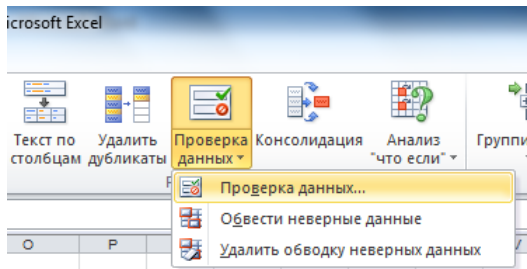 icrosoft Excel
Текст по столбцам
Удалить дубликаты
Проверка данных
Консолидация
Анализ "что если"
Группи
Проверка данных...
Обвести неверные данные
Удалить обводку неверных данных
O P